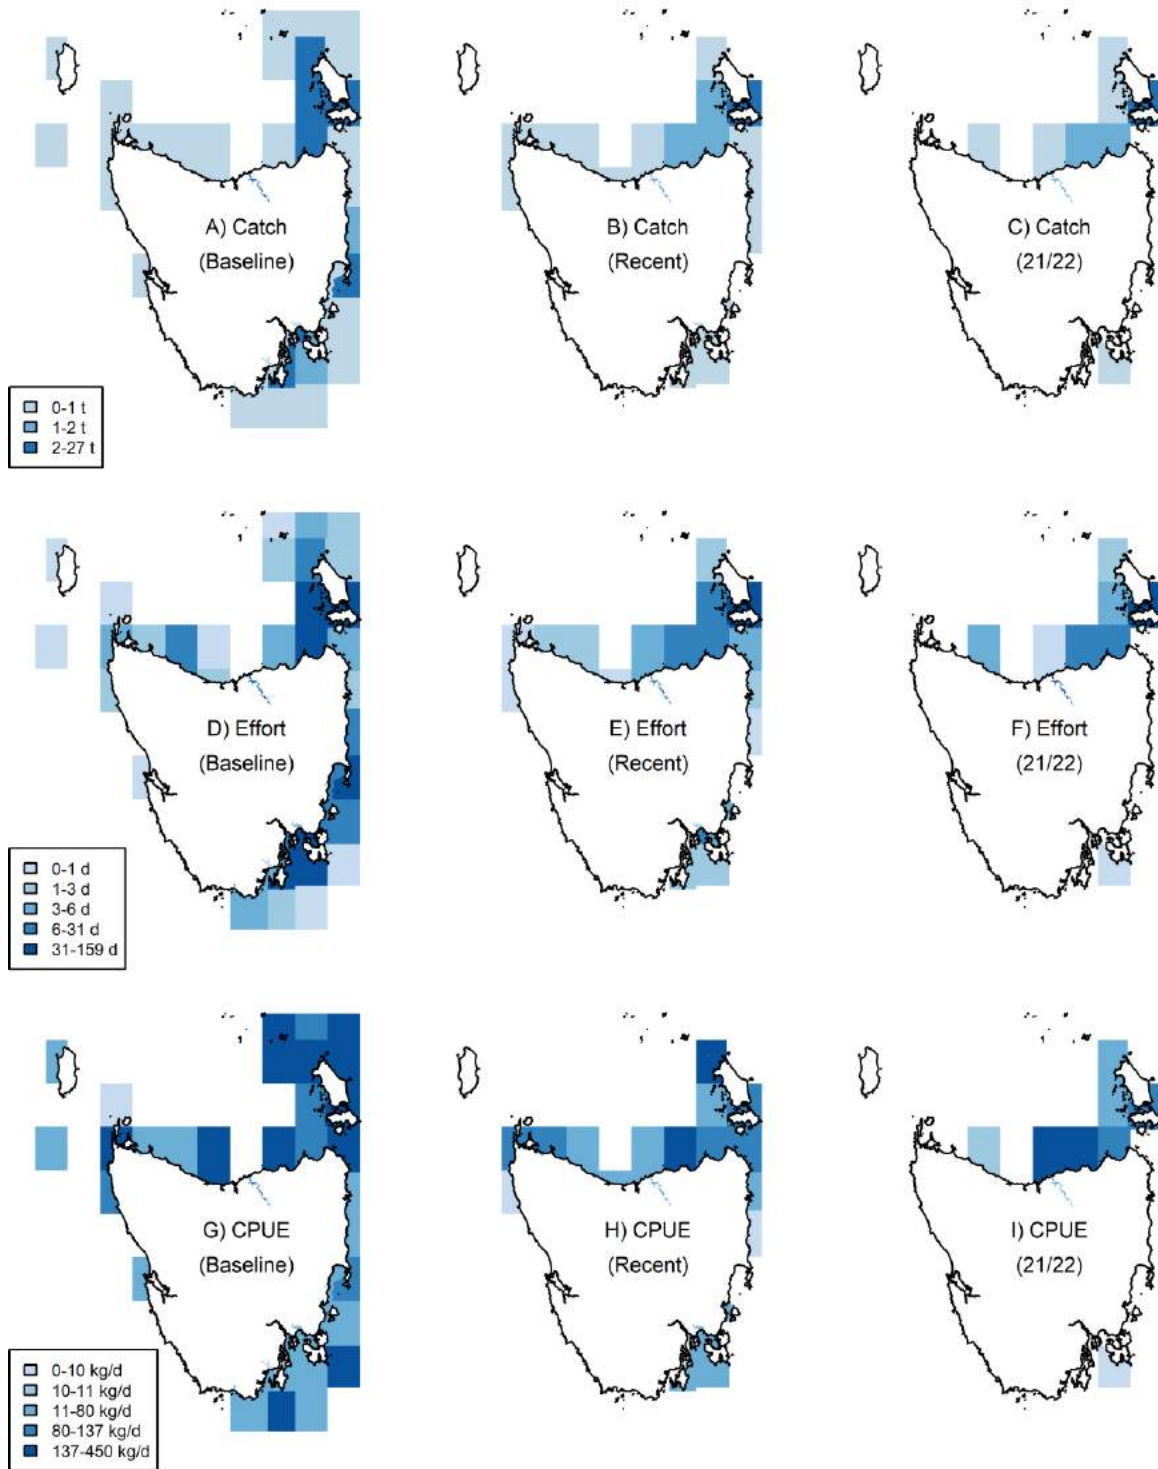 A) Catch
(Baseline)
B) Catch
(Recent)
C) Catch
(21/22)
0-1 t
1-2 t
2-27 t
D) Effort
(Baseline)
E) Effort
(Recent)
F) Effort
(21/22)
0-1 d
1-3 d
3-6 d
6-31 d
31-159 d
G) CPUE
(Baseline)
H) CPUE
(Recent)
I) CPUE
(21/22)
0-10 kg/d
10-11 kg/d
11-80 kg/d
80-137 kg/d
137-450 kg/d